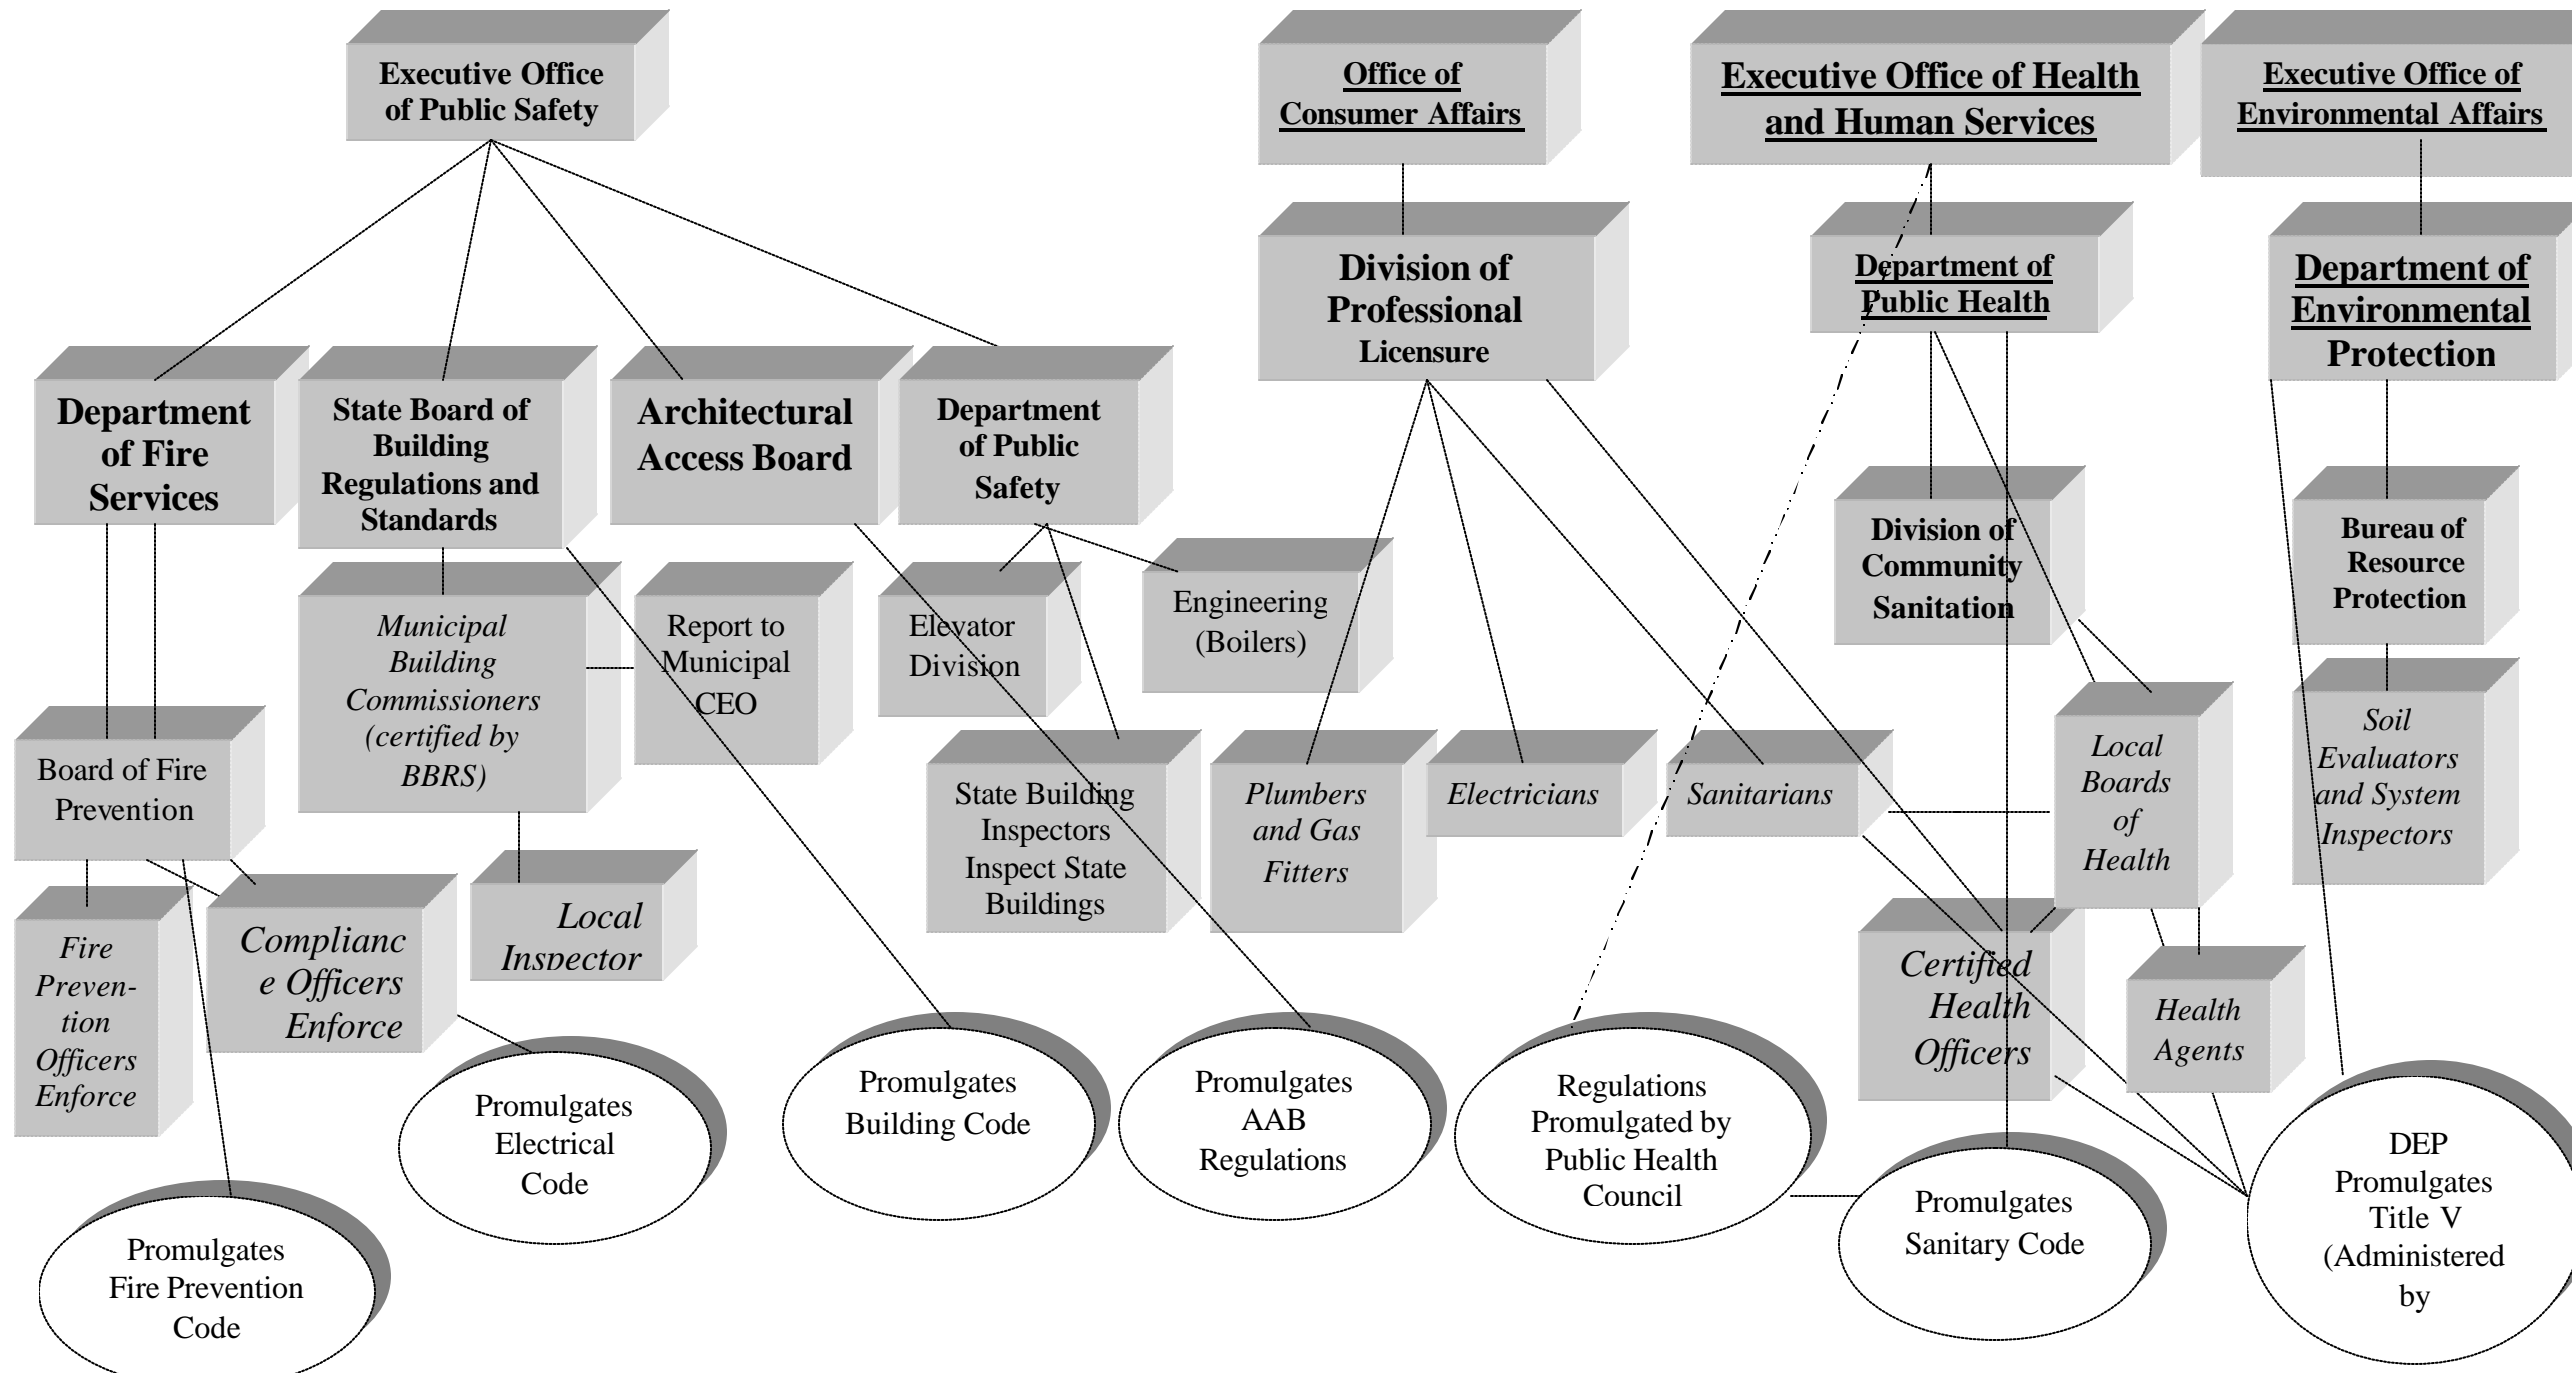 Executive Office
of Public Safety
Office of
Consumer Affairs
Executive Office of Health
and Human Services
Executive Office of
Environmental Affairs
Division of
Professional
Licensure
Department of
Public Health
Department of
Environmental
Protection
Department
of Fire
Services
State Board of
Building
Regulations and
Standards
Architectural
Access Board
Department
of Public
Safety
Division of
Community
Sanitation
Bureau of
Resource
Protection
Municipal
Building
Commissioners
(certified by
BBRS)
Report to
Municipal
CEO
Elevator
Division
Engineering
(Boilers)
Board of Fire
Prevention
State Building
Inspectors
Inspect State
Buildings
Plumbers
and Gas
Fitters
Electricians
Sanitarians
Local
Boards
of
Health
Soil
Evaluators
and System
Inspectors
Fire
Preven-
tion
Officers
Enforce
Complianc
e Officers
Enforce
Local
Inspector
Certified
Health
Officers
Health
Agents
Promulgates
Fire Prevention
Code
Promulgates
Electrical
Code
Promulgates
Building Code
Promulgates
AAB
Regulations
Regulations
Promulgated by
Public Health
Council
Promulgates
Sanitary Code
DEP
Promulgates
Title V
(Administered
by